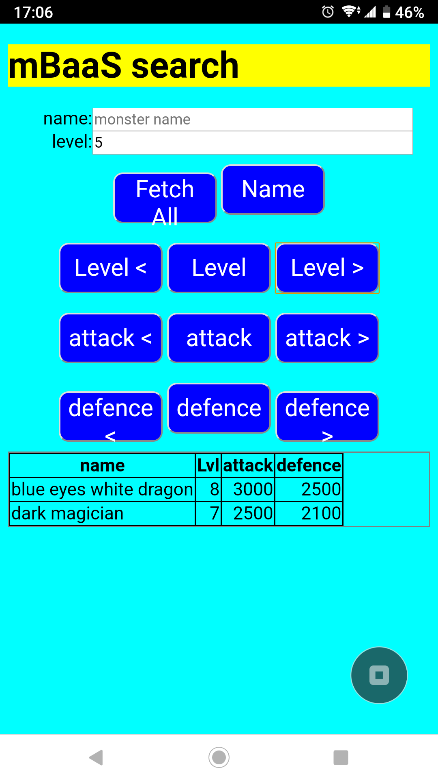 17:06 46%
mBaaS search
name: monster name
level: 5
Fetch All Name
Level < Level Level >
attack < attack attack >
defence < defence defence >
name Lvl attack defence
blue eyes white dragon 8 3000 2500
dark magician 7 2500 2100